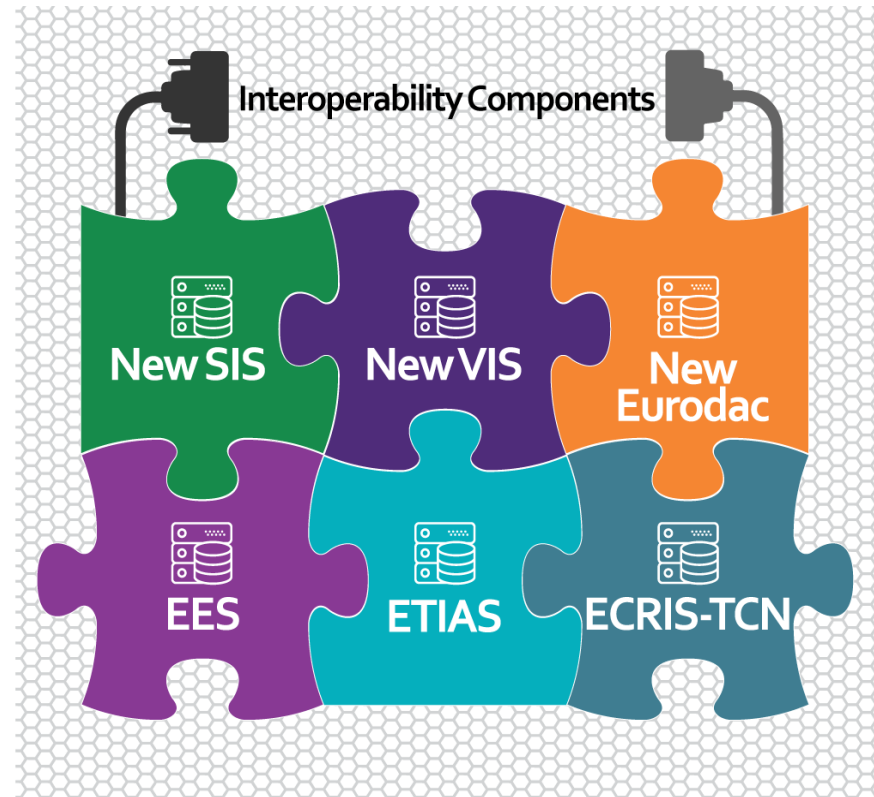 Interoperability Components
New SIS
New VIS
New
Eurodac
EES
ETIAS
ECRIS-TCN